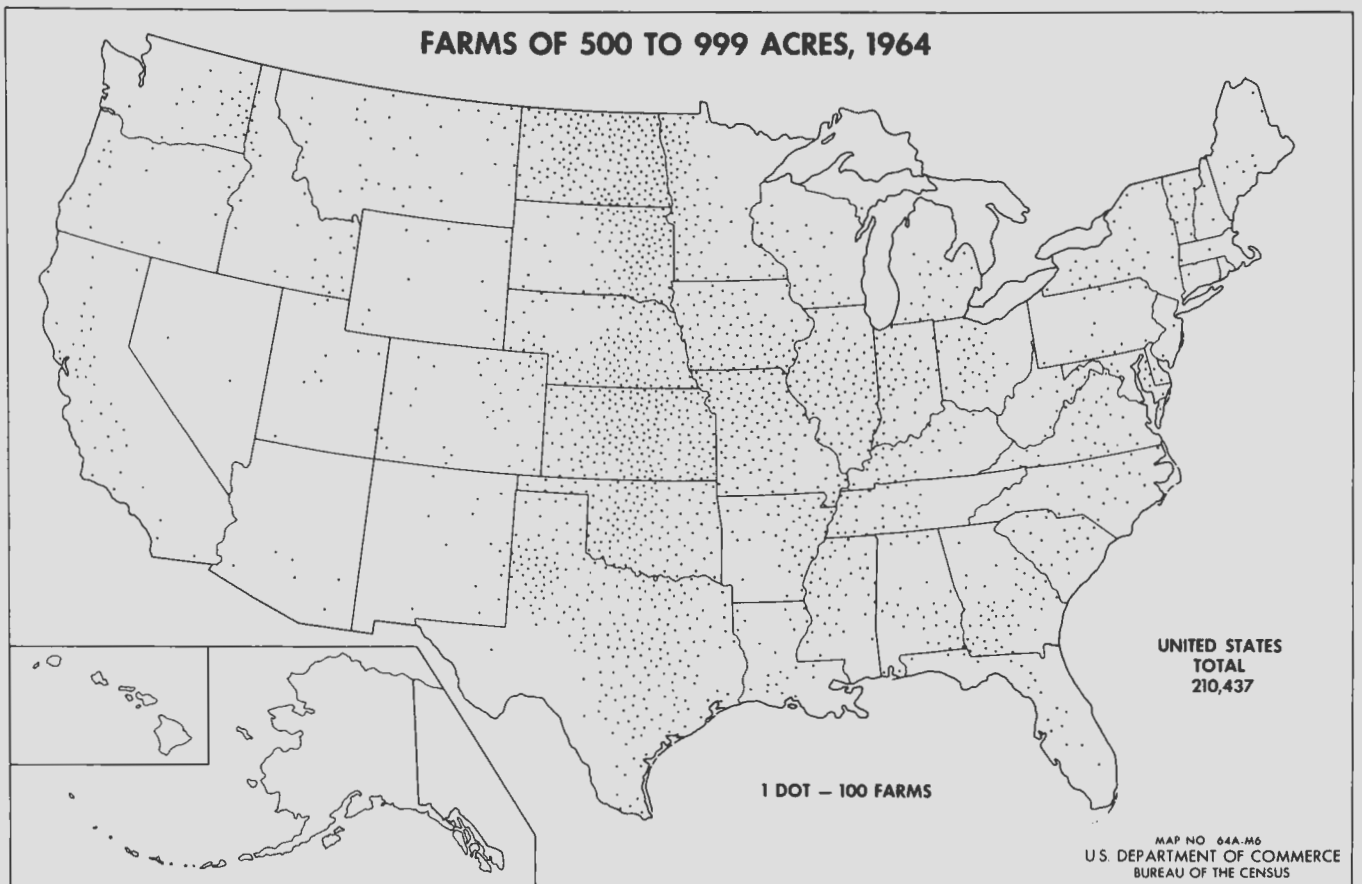 FARMS OF 500 TO 999 ACRES, 1964
UNITED STATES
TOTAL
210,437
1 DOT – 100 FARMS
MAP NO 64A-M6
U.S. DEPARTMENT OF COMMERCE
BUREAU OF THE CENSUS